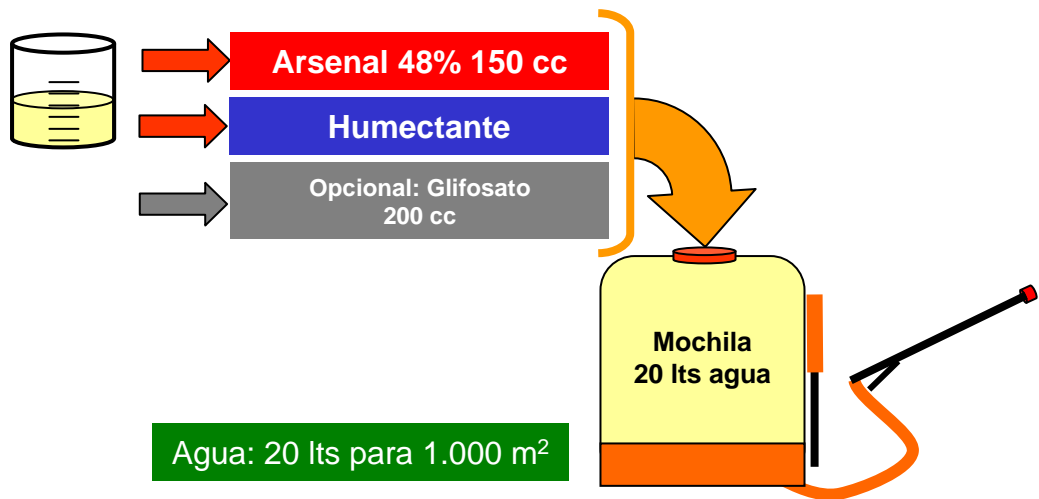 Arsenal 48% 150 cc
Humectante
Opcional: Glifosato
200 cc
Mochila
20 lts agua
Agua: 20 lts para 1.000 m²